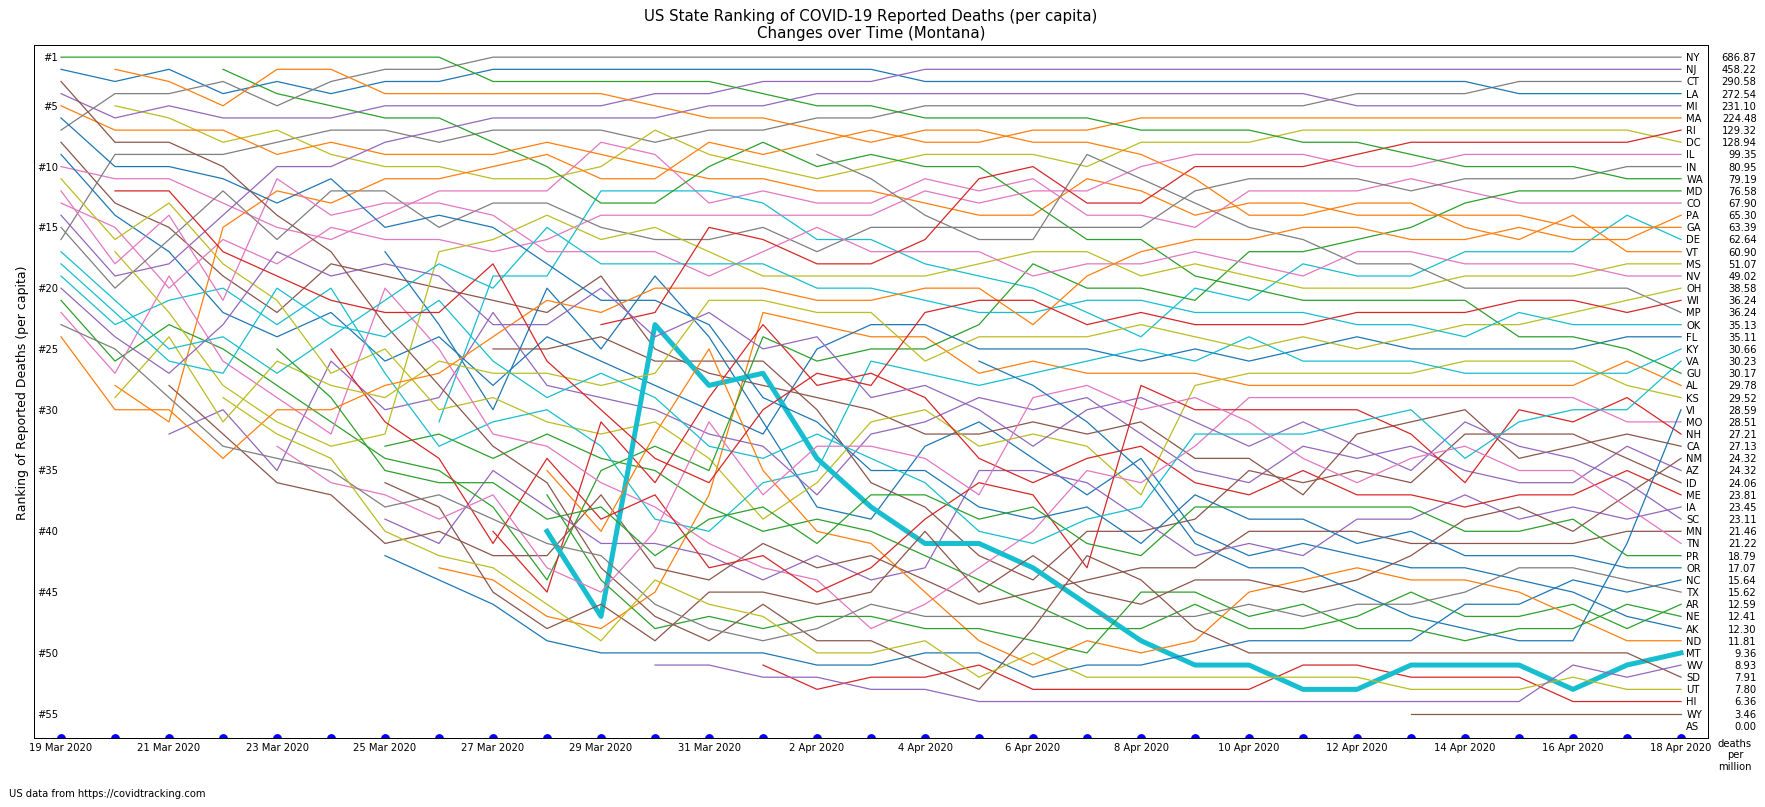 US State Ranking of COVID-19 Reported Deaths (per capita)
Changes over Time (Montana)
Ranking of Reported Deaths (per capita)
#1
#5
#10
#15
#20
#25
#30
#35
#40
#45
#50
#55
NY 686.87
NJ 458.22
CT 290.58
LA 272.54
MI 231.10
MA 224.48
RI 129.32
DC 128.94
IL 99.35
IN 80.95
WA 79.19
MD 76.58
CO 67.90
PA 65.30
GA 63.39
DE 62.64
VT 60.90
MS 51.07
NV 49.02
OH 38.58
WI 36.24
MP 36.24
OK 35.13
FL 35.11
KY 30.66
VA 30.23
GU 30.17
AL 29.78
KS 29.52
VI 28.59
MO 28.51
NH 27.21
CA 27.13
NM 24.32
AZ 24.32
ID 24.06
ME 23.81
IA 23.45
SC 23.11
MN 21.46
TN 21.22
PR 18.79
OR 17.07
NC 15.64
TX 15.62
AR 12.59
NE 12.41
AK 12.30
ND 11.81
MT 9.36
WV 8.93
SD 7.91
UT 7.80
HI 6.36
WY 3.46
AS 0.00
19 Mar 2020 21 Mar 2020 23 Mar 2020 25 Mar 2020 27 Mar 2020 29 Mar 2020 31 Mar 2020 2 Apr 2020 4 Apr 2020 6 Apr 2020 8 Apr 2020 10 Apr 2020 12 Apr 2020 14 Apr 2020 16 Apr 2020 18 Apr 2020
deaths
per
million
US data from https://covidtracking.com